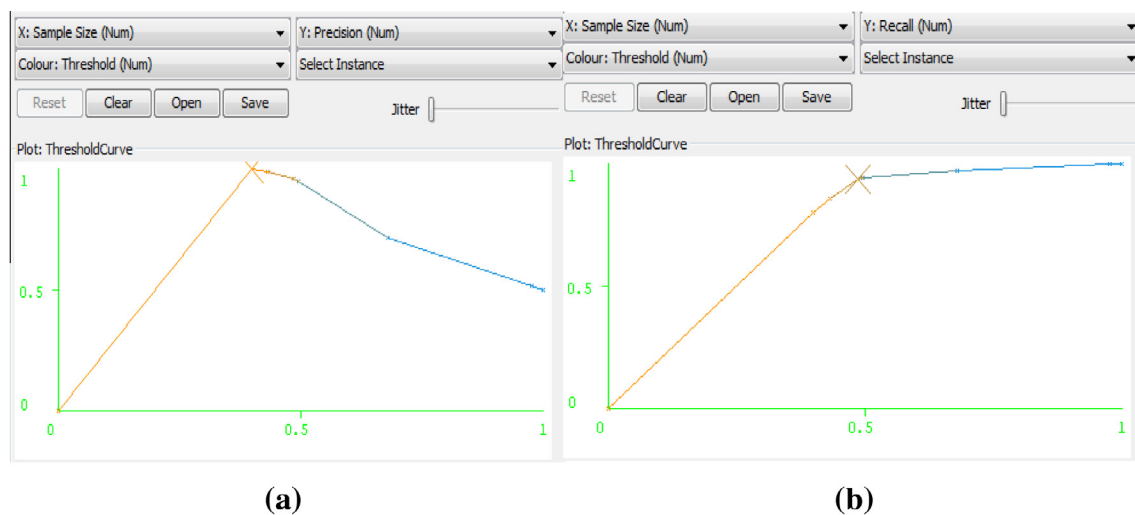 X: Sample Size (Num)
Y: Precision (Num)
Colour: Threshold (Num)
Select Instance
Reset
Clear
Open
Save
Jitter
Plot: ThresholdCurve
1
0.5
0
0
0.5
1
(a)
X: Sample Size (Num)
Y: Recall (Num)
Colour: Threshold (Num)
Select Instance
Reset
Clear
Open
Save
Jitter
Plot: ThresholdCurve
1
0.5
0
0
0.5
1
(b)